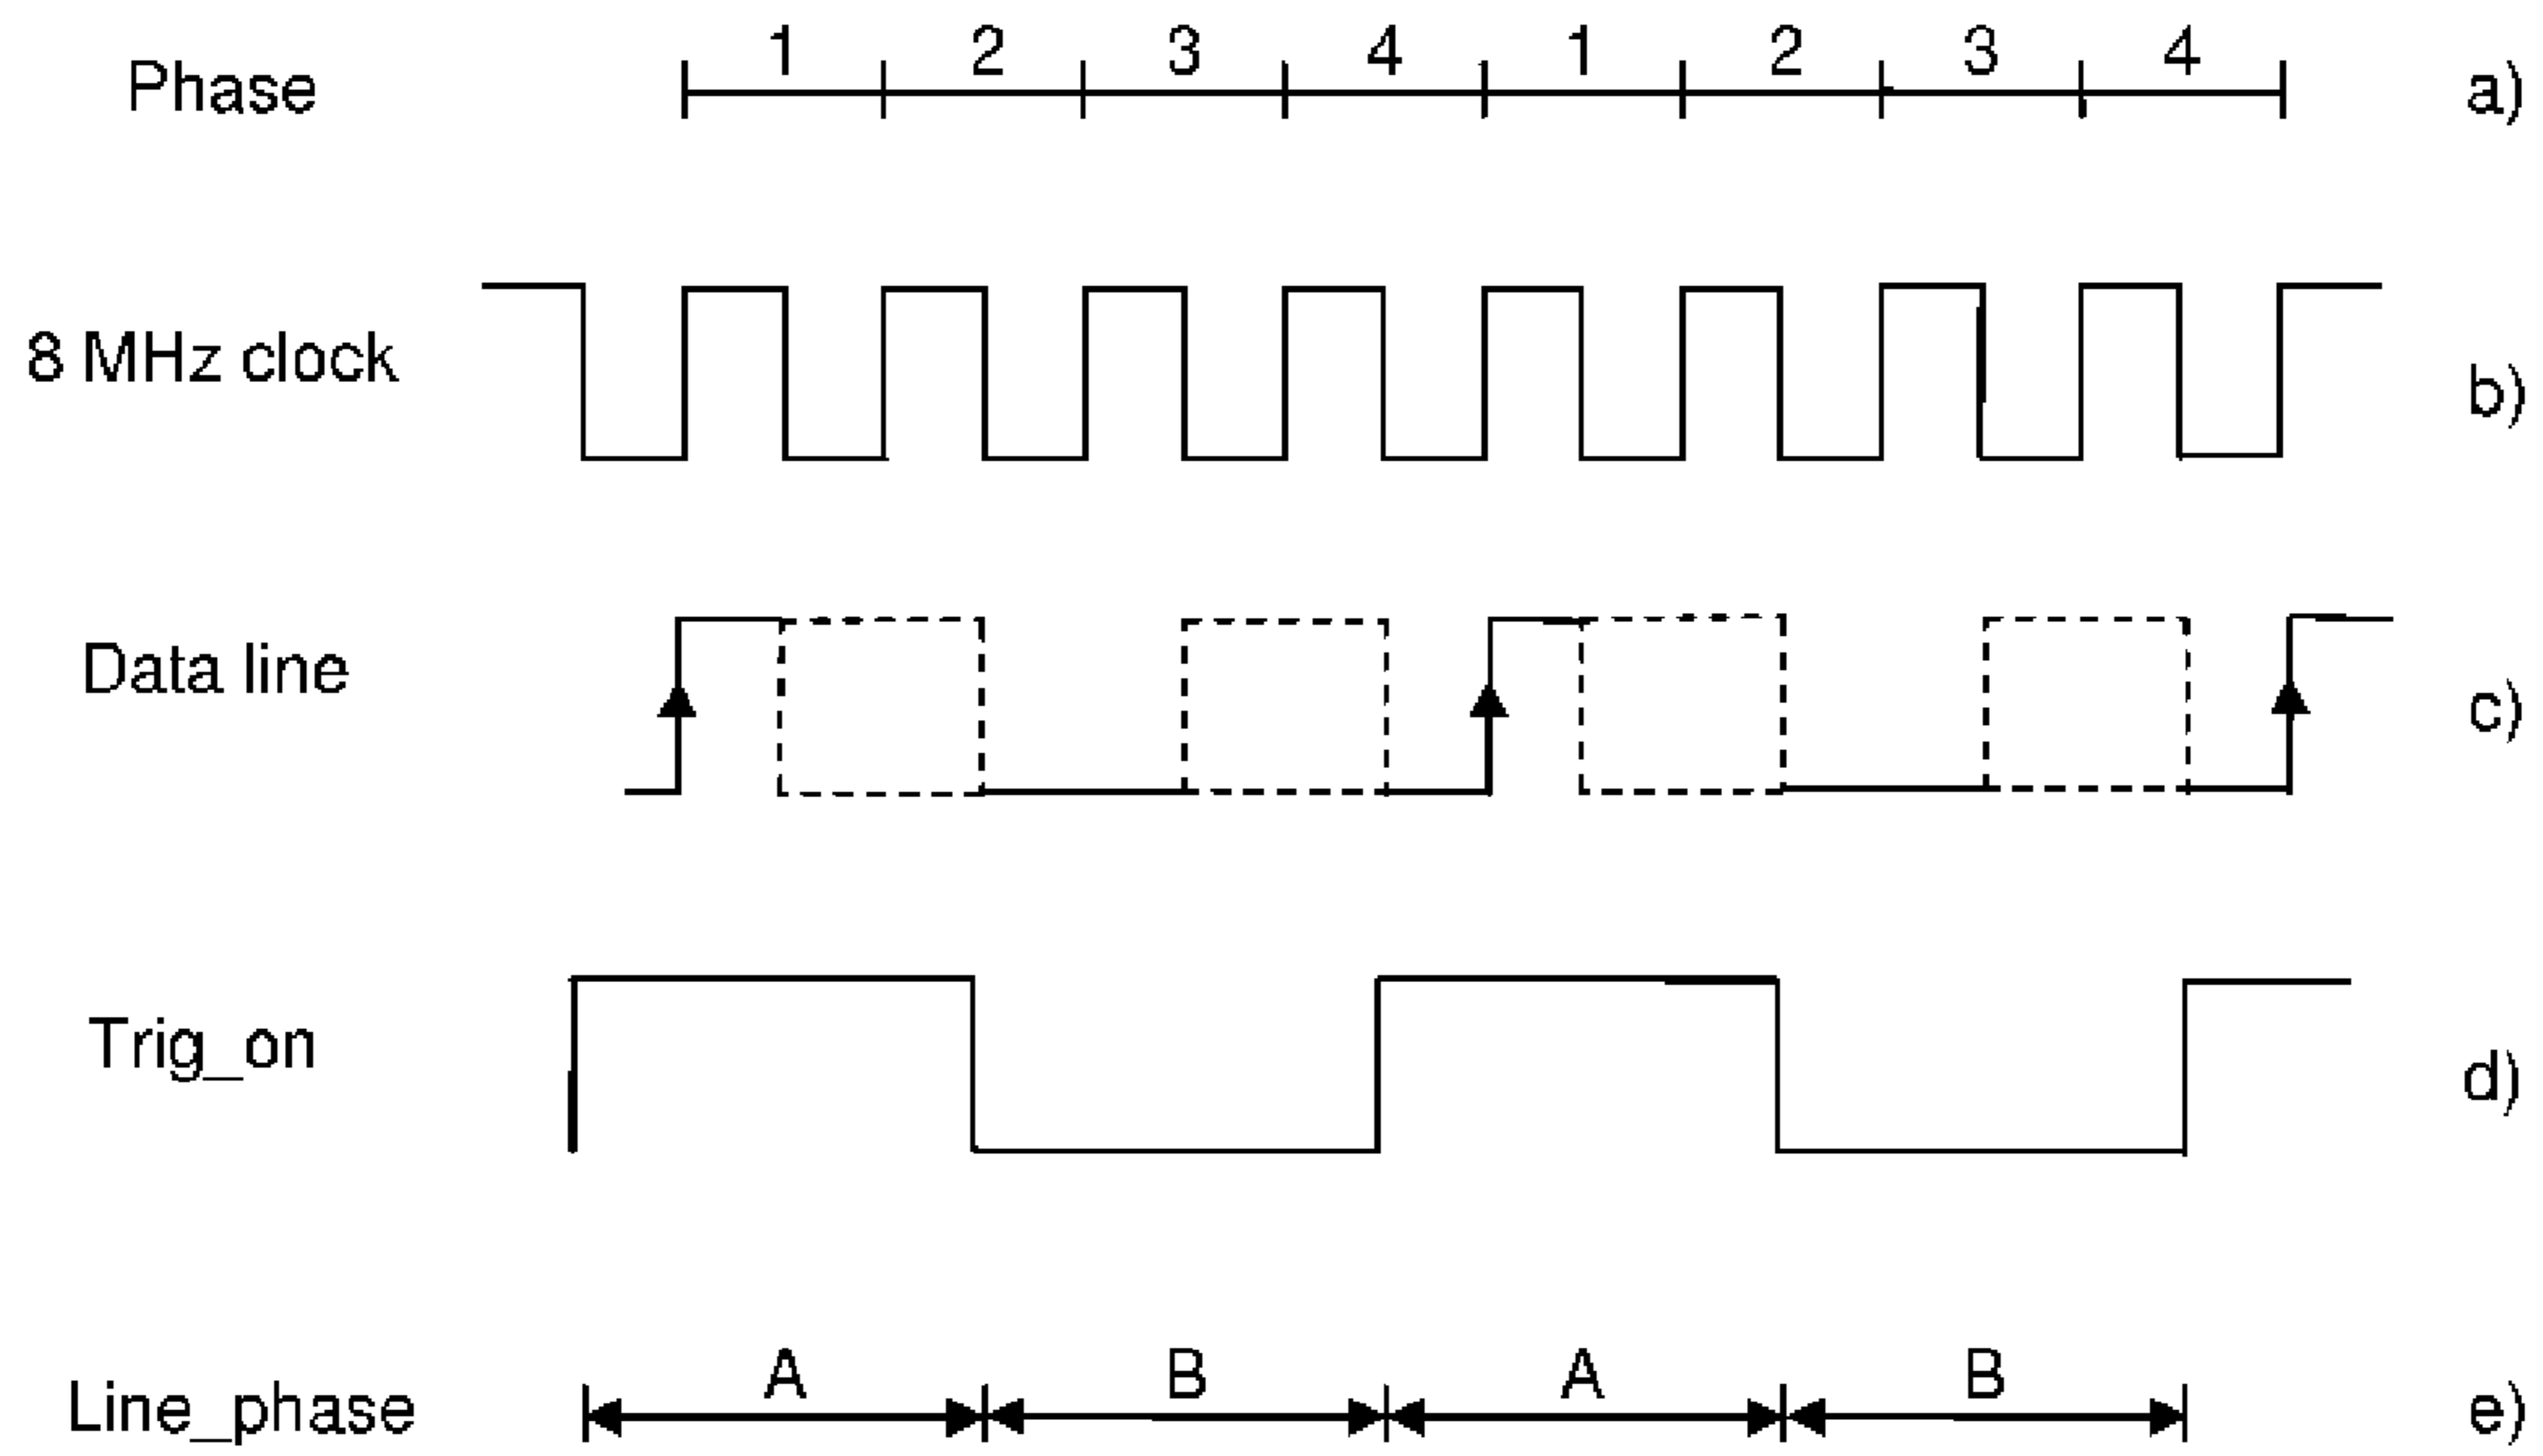 Phase 1 2 3 4 1 2 3 4 a)
8 MHz clock b)
Data line c)
Trig_on d)
Line_phase A B A B e)